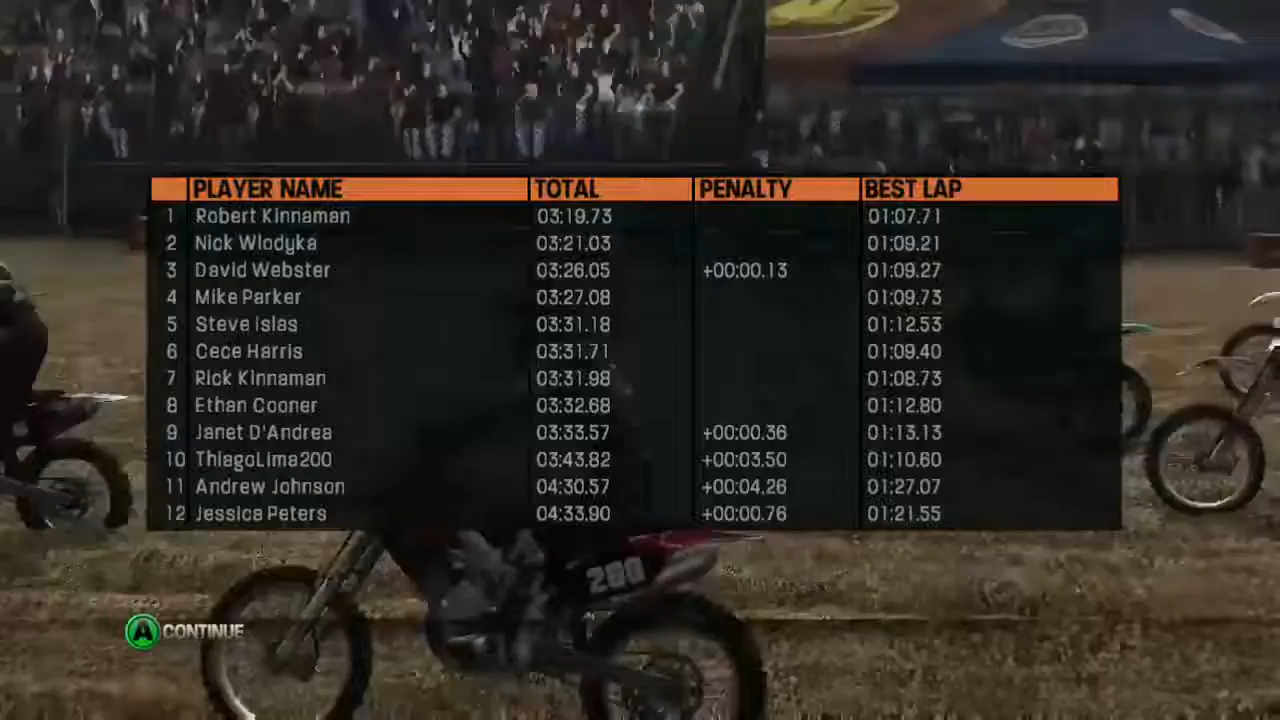 PLAYER NAME TOTAL PENALTY BEST LAP
1 Robert Kinnaman 03:19.73 01:07.71
2 Nick Wlodyka 03:21.03 01:09.21
3 David Webster 03:26.05 +00:00.13 01:09.27
4 Mike Parker 03:27.08 01:09.73
5 Steve Islas 03:31.18 01:12.53
6 Cece Harris 03:31.71 01:09.40
7 Rick Kinnaman 03:31.98 01:08.73
8 Ethan Cooner 03:32.68 01:12.80
9 Janet D'Andrea 03:33.57 +00:00.36 01:13.13
10 ThiagoLima200 03:43.82 +00:03.50 01:10.60
11 Andrew Johnson 04:30.57 +00:04.26 01:27.07
12 Jessica Peters 04:33.90 +00:00.76 01:21.55
200
A CONTINUE